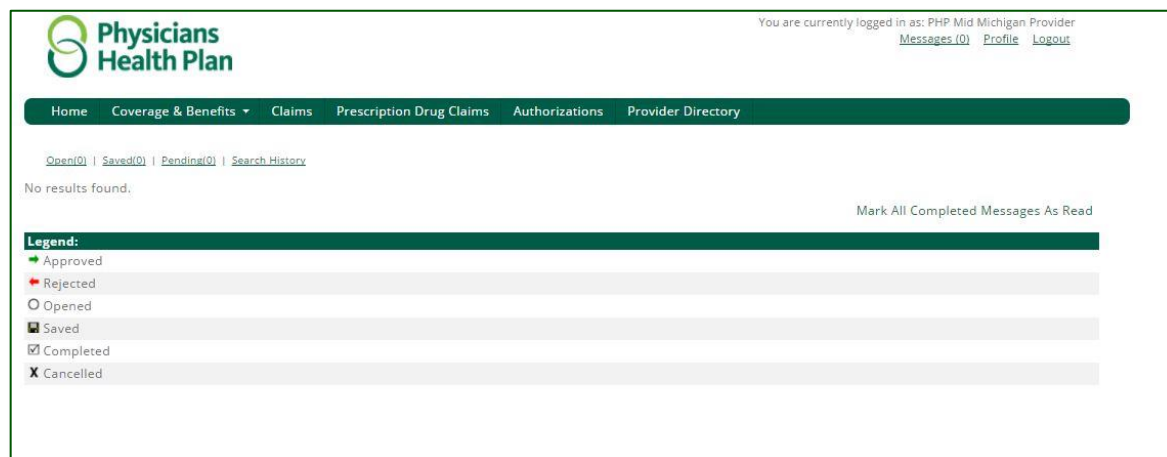 Physicians
Health Plan
You are currently logged in as: PHP Mid Michigan Provider
Messages (0) Profile Logout
Home Coverage & Benefits Claims Prescription Drug Claims Authorizations Provider Directory
Open(0) | Saved(0) | Pending(0) | Search History
No results found.
Mark All Completed Messages As Read
Legend:
Approved
Rejected
Opened
Saved
Completed
X Cancelled